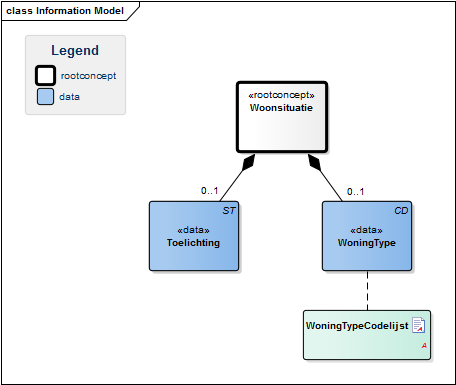 class Information Model
Legend
rootconcept
data
«rootconcept»
Woonsituatie
0..1
0..1
ST
«data»
Toelichting
CD
«data»
WoningType
WoningTypeCodelijst
A